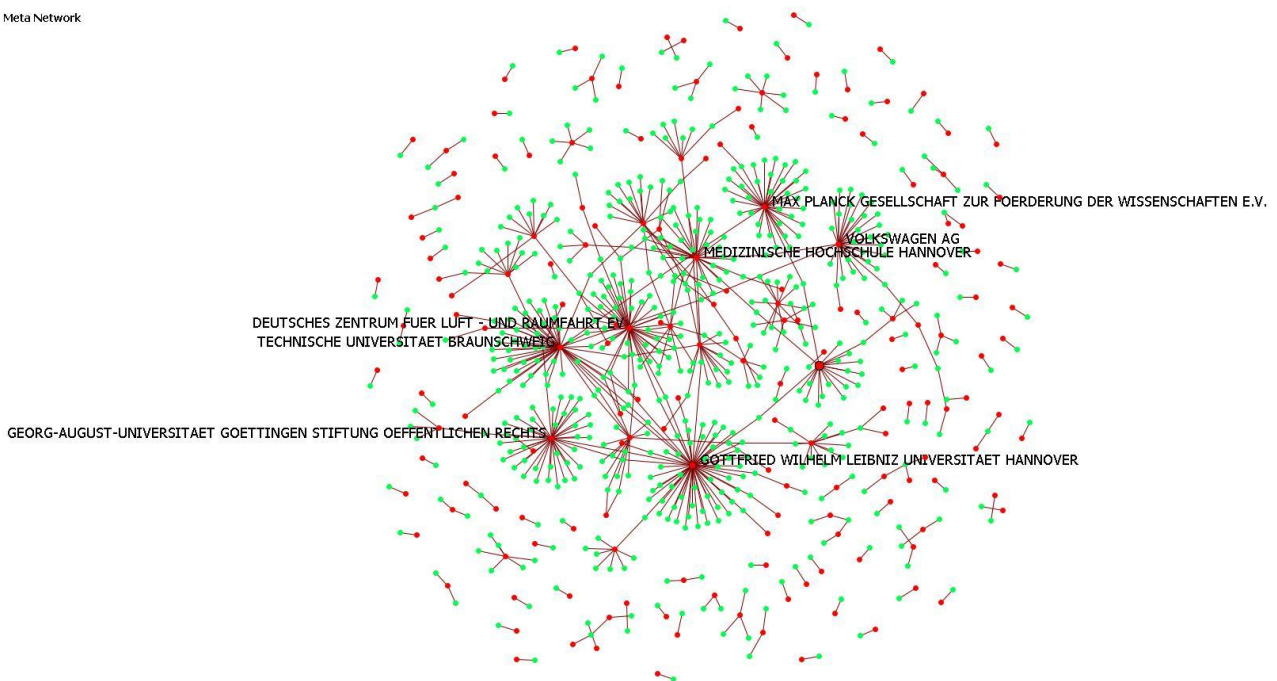 Meta Network
MAX PLANCK GESELLSCHAFT ZUR FOERDERUNG DER WISSENSCHAFTEN E.V.
VOLKSWAGEN AG
MEDIZINISCHE HOCHSCHULE HANNOVER
DEUTSCHES ZENTRUM FUER LUFT - UND RAUMFAHRT EV
TECHNISCHE UNIVERSITAET BRAUNSCHWEIG
GEORG-AUGUST-UNIVERSITAET GOETTINGEN STIFTUNG OEFFENTLICHEN RECHTS
GOTTFRIED WILHELM LEIBNIZ UNIVERSITAET HANNOVER